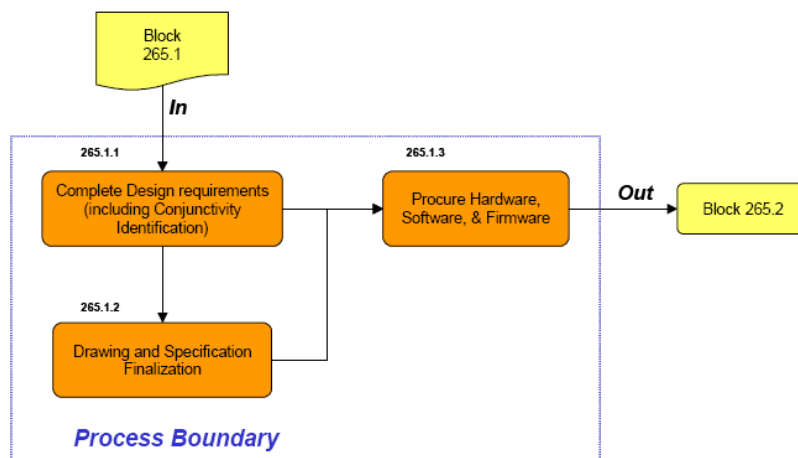 Block
265.1
In
265.1.1
265.1.3
Complete Design requirements
(including Conjunctivity
Identification)
Procure Hardware,
Software, & Firmware
Out
Block 265.2
265.1.2
Drawing and Specification
Finalization
Process Boundary